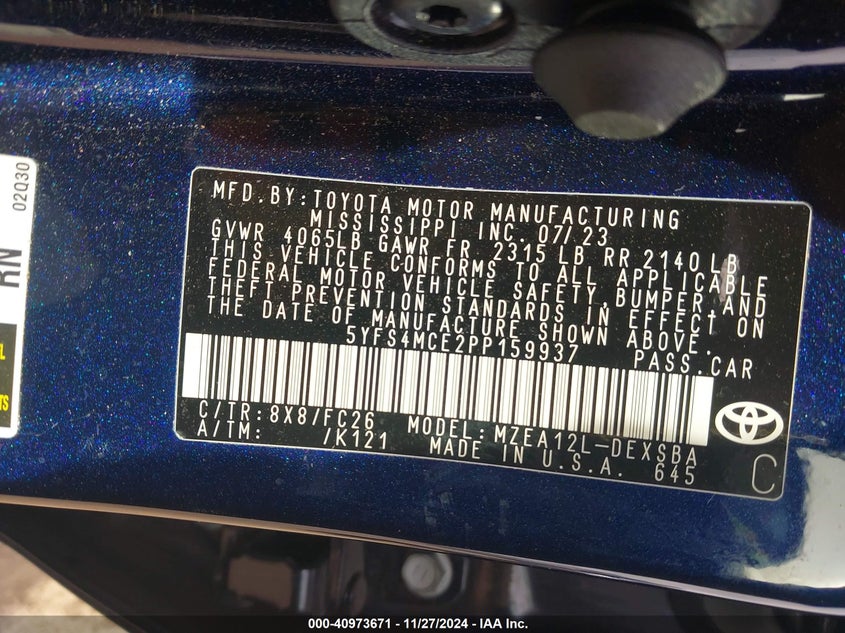 02Q30
RN
MFD. BY: TOYOTA MOTOR MANUFACTURING
MISSISSIPPI INC. 07/23
GVWR 4065LB GAWR FR 2315 LB RR 2140 LB
THIS VEHICLE CONFORMS TO ALL APPLICABLE
FEDERAL MOTOR VEHICLE SAFETY, BUMPER, AND
THEFT PREVENTION STANDARDS IN EFFECT ON
THE DATE OF MANUFACTURE SHOWN ABOVE.
5YFS4MCE2PP159937 PASS. CAR
C/TR: 8X8/FC26 MODEL: MZEA12L-DEXSBA
A/TM: /K121 MADE IN U.S.A. 645
C
000-40973671 - 11/27/2024 - IAA Inc.